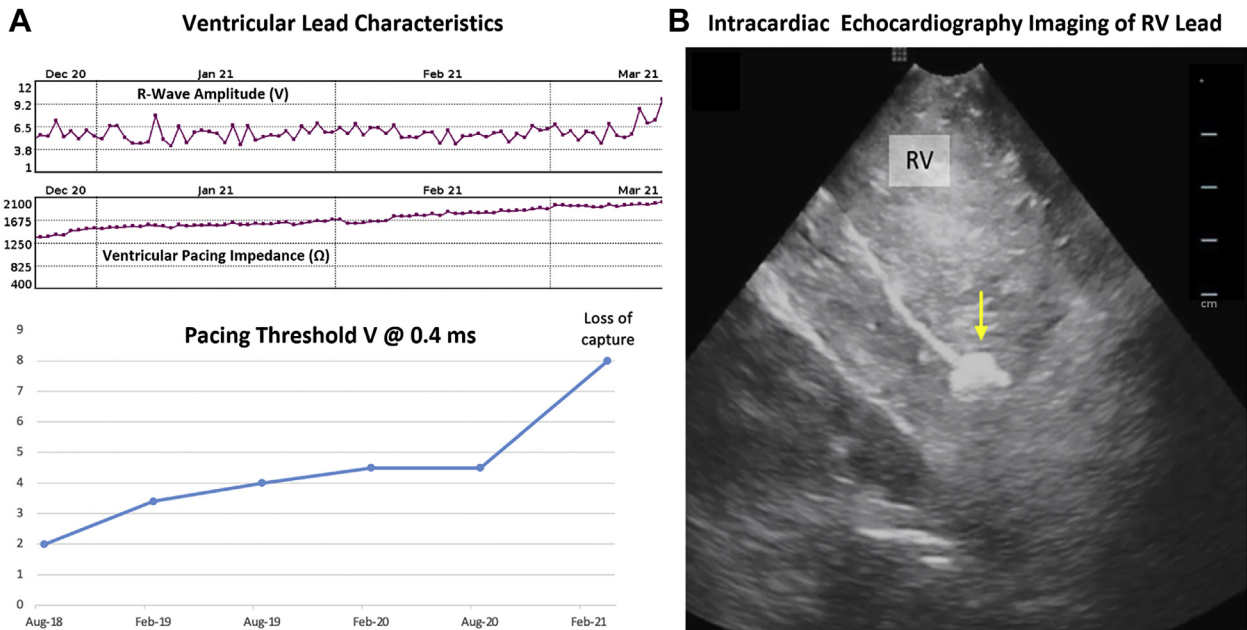 A Ventricular Lead Characteristics
Dec 20 Jan 21 Feb 21 Mar 21
R-Wave Amplitude (V)
12
9.2
6.5
3.8
1
Dec 20 Jan 21 Feb 21 Mar 21
Ventricular Pacing Impedance (Ω)
2100
1675
1250
825
400
Pacing Threshold V @ 0.4 ms
Loss of
capture
9
8
7
6
5
4
3
2
1
0
Aug-18 Feb-19 Aug-19 Feb-20 Aug-20 Feb-21
B Intracardiac Echocardiography Imaging of RV Lead
RV
cm